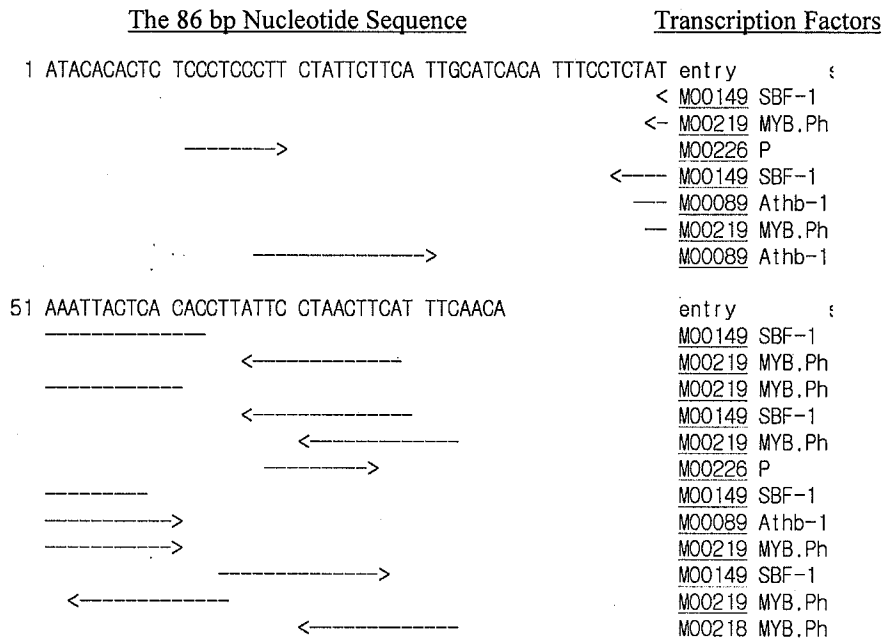 The 86 bp Nucleotide Sequence Transcription Factors
1 ATACACACTC TCCCTCCCTT CTATTCTTCA TTGCATCACA TTTCCTCTAT entry s
< M00149 SBF-1
<- M00219 MYB.Ph
-------> M00226 P
<---- M00149 SBF-1
--- M00089 Athb-1
-- M00219 MYB.Ph
---------------> M00089 Athb-1
51 AAATTACTCA CACCTTATTC CTAACTTCAT TTCAACA entry s
-------------- M00149 SBF-1
<------------- M00219 MYB.Ph
------------ M00219 MYB.Ph
<-------------- M00149 SBF-1
<------------- M00219 MYB.Ph
---------> M00226 P
--------- M00149 SBF-1
-----------> M00089 Athb-1
-----------> M00219 MYB.Ph
--------------> M00149 SBF-1
<------------- M00219 MYB.Ph
<------------- M00218 MYB.Ph